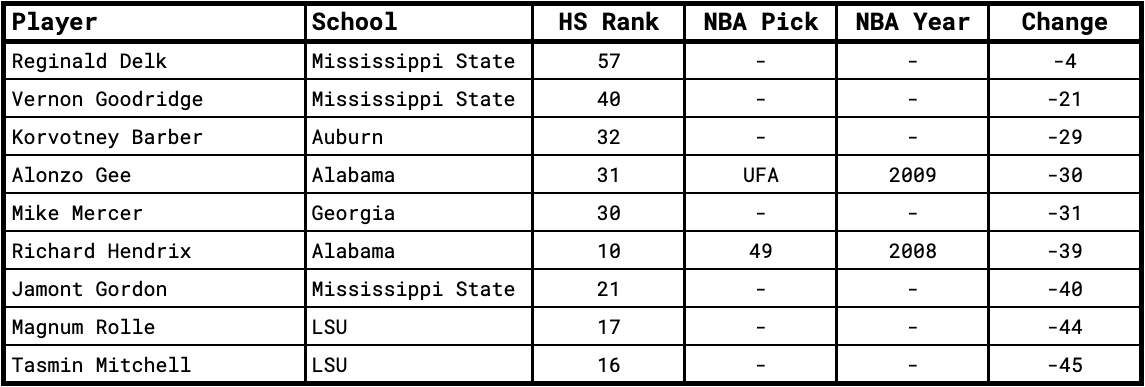 Player School HS Rank NBA Pick NBA Year Change
Reginald Delk Mississippi State 57 - - -4
Vernon Goodridge Mississippi State 40 - - -21
Korvotney Barber Auburn 32 - - -29
Alonzo Gee Alabama 31 UFA 2009 -30
Mike Mercer Georgia 30 - - -31
Richard Hendrix Alabama 10 49 2008 -39
Jamont Gordon Mississippi State 21 - - -40
Magnum Rolle LSU 17 - - -44
Tasmin Mitchell LSU 16 - - -45